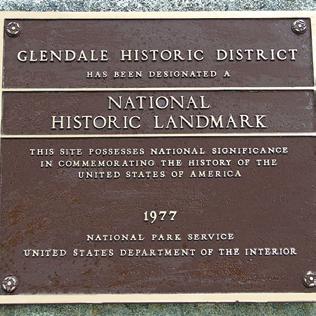 GLENDALE HISTORIC DISTRICT
HAS BEEN DESIGNATED A
NATIONAL
HISTORIC LANDMARK
THIS SITE POSSESSES NATIONAL SIGNIFICANCE
IN COMMEMORATING THE HISTORY OF THE
UNITED STATES OF AMERICA
1977
NATIONAL PARK SERVICE
UNITED STATES DEPARTMENT OF THE INTERIOR